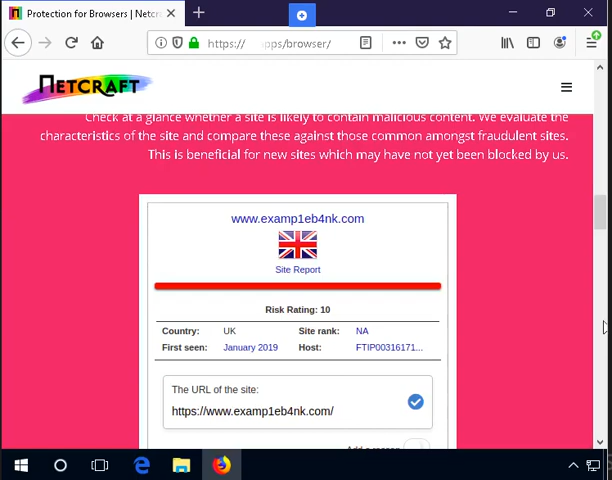 Protection for Browsers | Netc
https:// apps/browser/
NETCRAFT
Check at a glance whether a site is likely to contain malicious content. We evaluate the
characteristics of the site and compare these against those common amongst fraudulent sites.
This is beneficial for new sites which may have not yet been blocked by us.
www.examp1eb4nk.com
Site Report
Risk Rating: 10
Country: UK Site rank: NA
First seen: January 2019 Host: FTIP00316171...
The URL of the site:
https://www.examp1eb4nk.com/
Add a reason